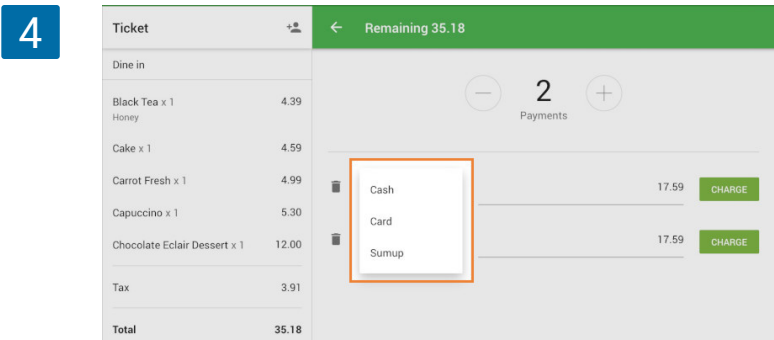 4
Ticket
Remaining 35.18
Dine in
Black Tea x 1 4.39
Honey
Cake x 1 4.59
Carrot Fresh x 1 4.99
Capuccino x 1 5.30
Chocolate Eclair Dessert x 1 12.00
Tax 3.91
Total 35.18
2
Payments
Cash
Card
Sumup
17.59 CHARGE
17.59 CHARGE